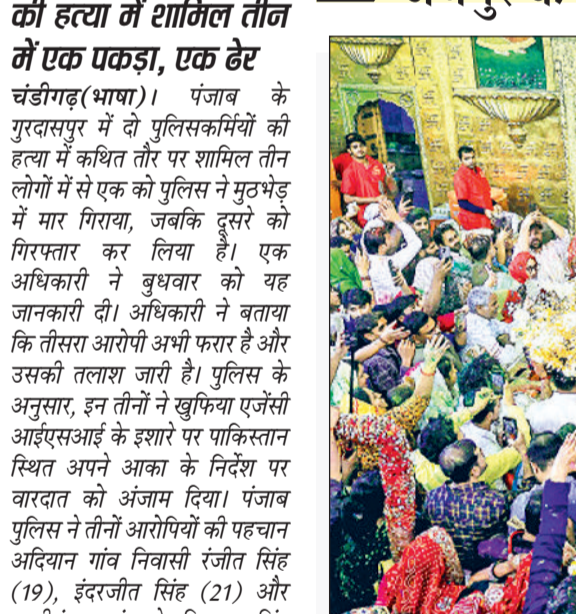 की हत्या में शामिल तीन
में एक पकड़ा, एक ढेर
चंडीगढ़(भाषा)। पंजाब के
गुरदासपुर में दो पुलिसकर्मियों की
हत्या में कथित तौर पर शामिल तीन
लोगों में से एक को पुलिस ने मुठभेड़
में मार गिराया, जबकि दूसरे को
गिरफ्तार कर लिया है। एक
अधिकारी ने बुधवार को यह
जानकारी दी। अधिकारी ने बताया
कि तीसरा आरोपी अभी फरार है और
उसकी तलाश जारी है। पुलिस के
अनुसार, इन तीनों ने खुफिया एजेंसी
आईएसआई के इशारे पर पाकिस्तान
स्थित अपने आका के निर्देश पर
वारदात को अंजाम दिया। पंजाब
पुलिस ने तीनों आरोपियों की पहचान
अदियान गांव निवासी रंजीत सिंह
(19), इंदरजीत सिंह (21) और